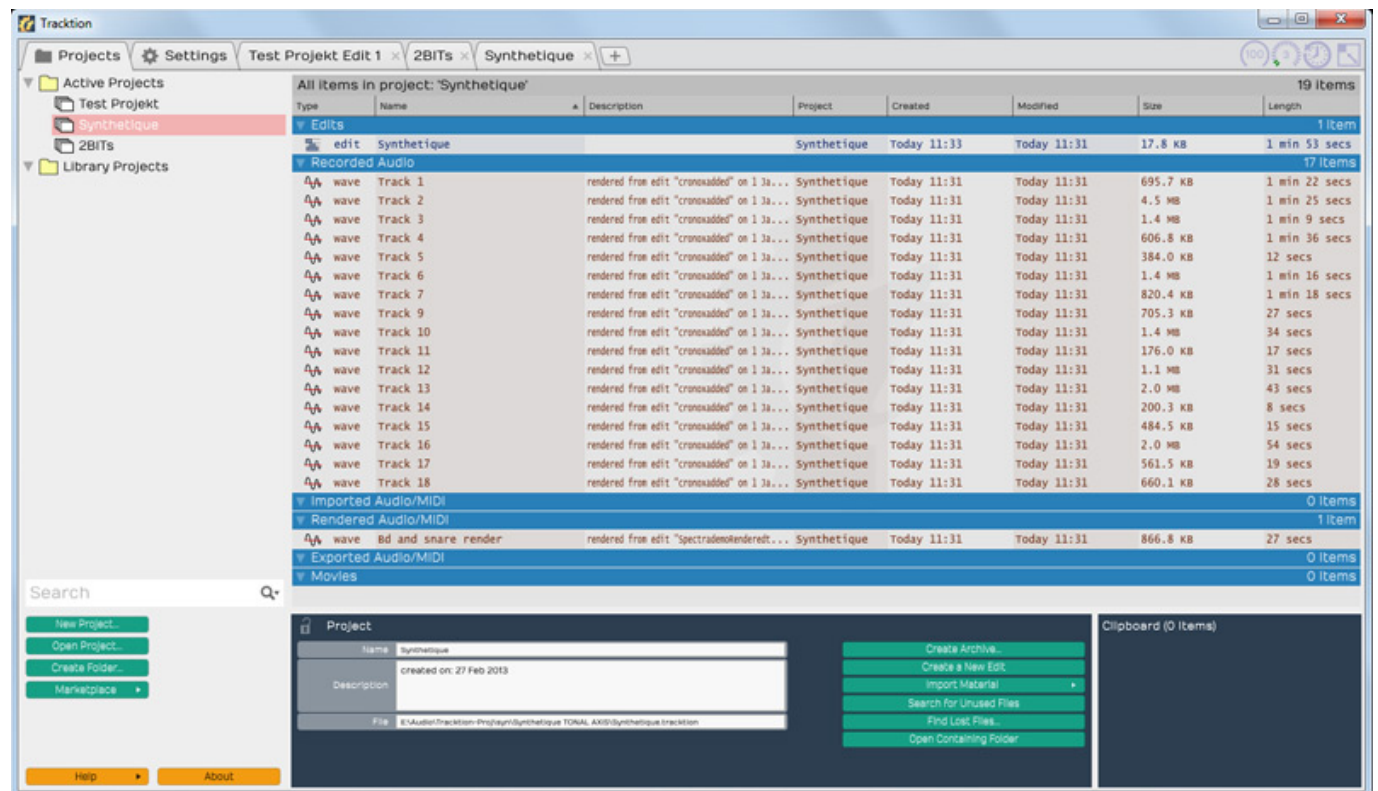 Tracktion
Projects Settings Test Projekt Edit 1 × 2BITs × Synthetique × +
100 3
Active Projects
Test Projekt
Synthetique
2BITs
Library Projects
All items in project: 'Synthetique' 19 items
Type Name Description Project Created Modified Size Length
Edits 1 item
edit Synthetique Synthetique Today 11:33 Today 11:31 17.8 KB 1 min 53 secs
Recorded Audio 17 items
wave Track 1 rendered from edit "cronoxadded" on 1 Ja... Synthetique Today 11:31 Today 11:31 695.7 KB 1 min 22 secs
wave Track 2 rendered from edit "cronoxadded" on 1 Ja... Synthetique Today 11:31 Today 11:31 4.5 MB 1 min 25 secs
wave Track 3 rendered from edit "cronoxadded" on 1 Ja... Synthetique Today 11:31 Today 11:31 1.4 MB 1 min 9 secs
wave Track 4 rendered from edit "cronoxadded" on 1 Ja... Synthetique Today 11:31 Today 11:31 606.8 KB 1 min 36 secs
wave Track 5 rendered from edit "cronoxadded" on 1 Ja... Synthetique Today 11:31 Today 11:31 384.0 KB 12 secs
wave Track 6 rendered from edit "cronoxadded" on 1 Ja... Synthetique Today 11:31 Today 11:31 1.4 MB 1 min 16 secs
wave Track 7 rendered from edit "cronoxadded" on 1 Ja... Synthetique Today 11:31 Today 11:31 820.4 KB 1 min 18 secs
wave Track 9 rendered from edit "cronoxadded" on 1 Ja... Synthetique Today 11:31 Today 11:31 705.3 KB 27 secs
wave Track 10 rendered from edit "cronoxadded" on 1 Ja... Synthetique Today 11:31 Today 11:31 1.4 MB 34 secs
wave Track 11 rendered from edit "cronoxadded" on 1 Ja... Synthetique Today 11:31 Today 11:31 176.0 KB 17 secs
wave Track 12 rendered from edit "cronoxadded" on 1 Ja... Synthetique Today 11:31 Today 11:31 1.1 MB 31 secs
wave Track 13 rendered from edit "cronoxadded" on 1 Ja... Synthetique Today 11:31 Today 11:31 2.0 MB 43 secs
wave Track 14 rendered from edit "cronoxadded" on 1 Ja... Synthetique Today 11:31 Today 11:31 200.3 KB 8 secs
wave Track 15 rendered from edit "cronoxadded" on 1 Ja... Synthetique Today 11:31 Today 11:31 484.5 KB 15 secs
wave Track 16 rendered from edit "cronoxadded" on 1 Ja... Synthetique Today 11:31 Today 11:31 2.0 MB 54 secs
wave Track 17 rendered from edit "cronoxadded" on 1 Ja... Synthetique Today 11:31 Today 11:31 561.5 KB 19 secs
wave Track 18 rendered from edit "cronoxadded" on 1 Ja... Synthetique Today 11:31 Today 11:31 660.1 KB 28 secs
Imported Audio/MIDI 0 items
Rendered Audio/MIDI 1 item
wave Bd and snare render rendered from edit "SpectrademoRenderedt... Synthetique Today 11:31 Today 11:31 866.8 KB 27 secs
Exported Audio/MIDI 0 items
Movies 0 items
Search
New Project...
Open Project...
Create Folder...
Marketplace
Help About
Project
Name Synthetique
Description created on: 27 Feb 2013
File E:\Audio\Tracktion-Proj\syn\Synthetique TONAL AXIS\Synthetique.tracktion
Create Archive...
Create a New Edit
Import Material
Search for Unused Files
Find Lost Files...
Open Containing Folder
Clipboard (0 items)